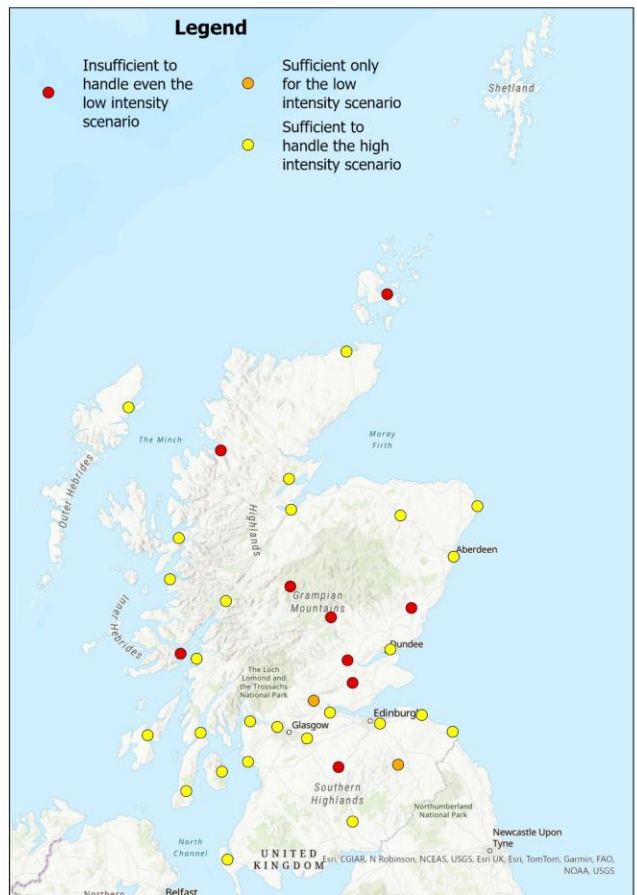 Legend
Insufficient to
handle even the
low intensity
scenario
Sufficient only
for the low
intensity scenario
Sufficient to
handle the high
intensity scenario
Shetland
The Minch
Moray
Firth
Outer Hebrides
Highlands
Aberdeen
Grampian
Mountains
Inner Hebrides
Dundee
The Loch
Lomond and
the Trossachs
National Park
Edinburgh
Glasgow
Southern
Highlands
Northumberland
National Park
North
Channel
Newcastle Upon
Tyne
UNITED
KINGDOM
Esri, CGIAR, N Robinson, NCEAS, USGS, Esri UK, Esri, TomTom, Garmin, FAO,
NOAA, USGS
Northern
Belfast